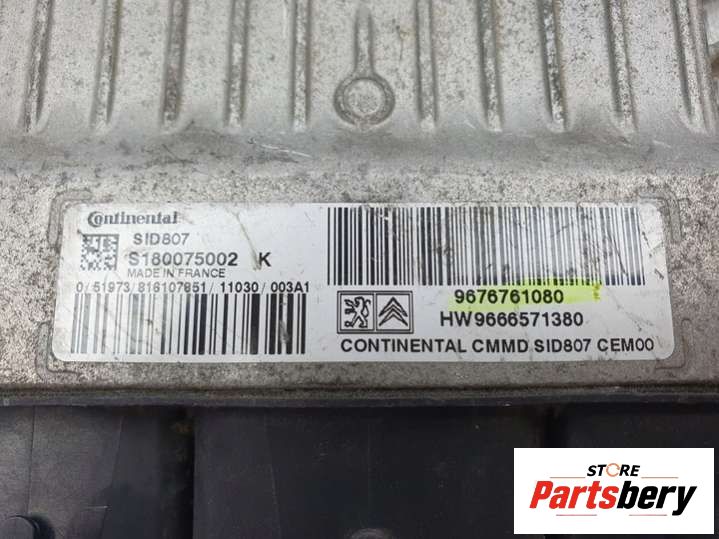 Continental
SID807
S180075002 K
MADE IN FRANCE
0/51973/816107851/11030/003A1
9676761080
HW9666571380
CONTINENTAL CMMD SID807 CEM00
STORE
Partsbery